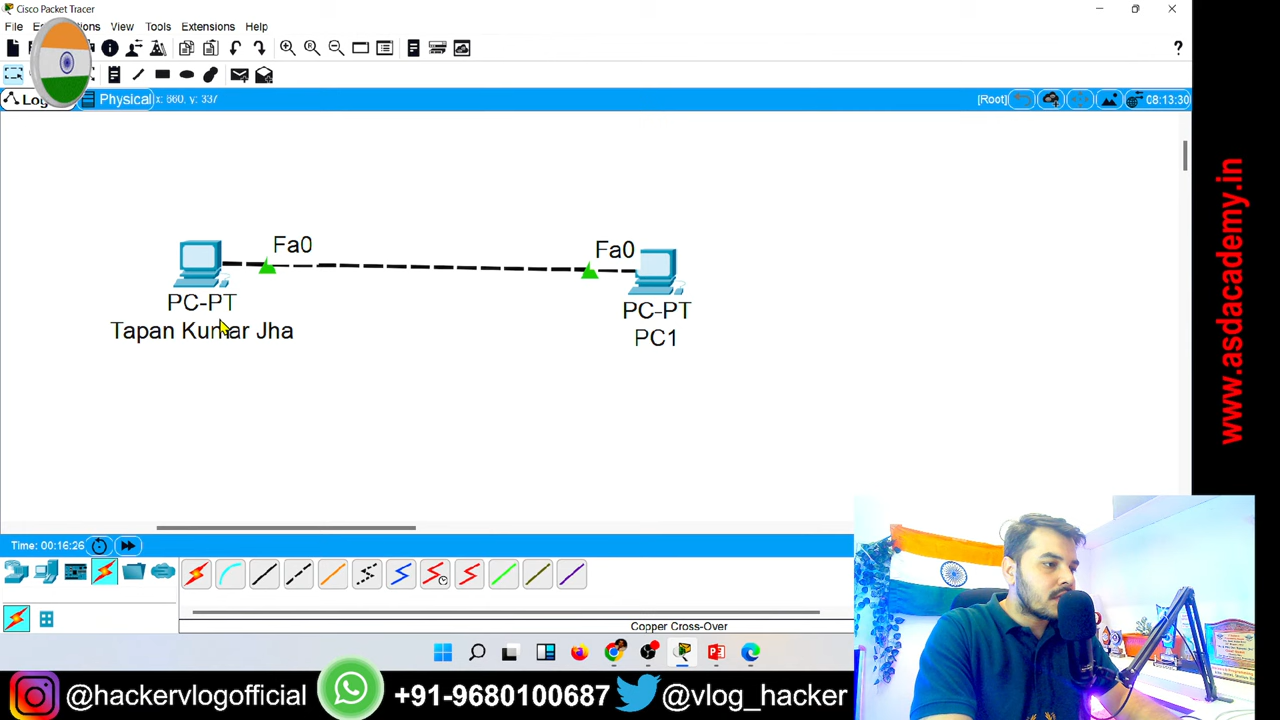 Cisco Packet Tracer
File
View
Tools
Extensions
Help
?
Physical
x: 860, y: 337
[Root]
08:13:30
Fa0
Fa0
PC-PT
Tapan Kumar Jha
PC-PT
PC1
www.asdacademy.in
Time: 00:16:26
Copper Cross-Over
@hackervlogofficial
+91-9680100687
@vlog_hacker